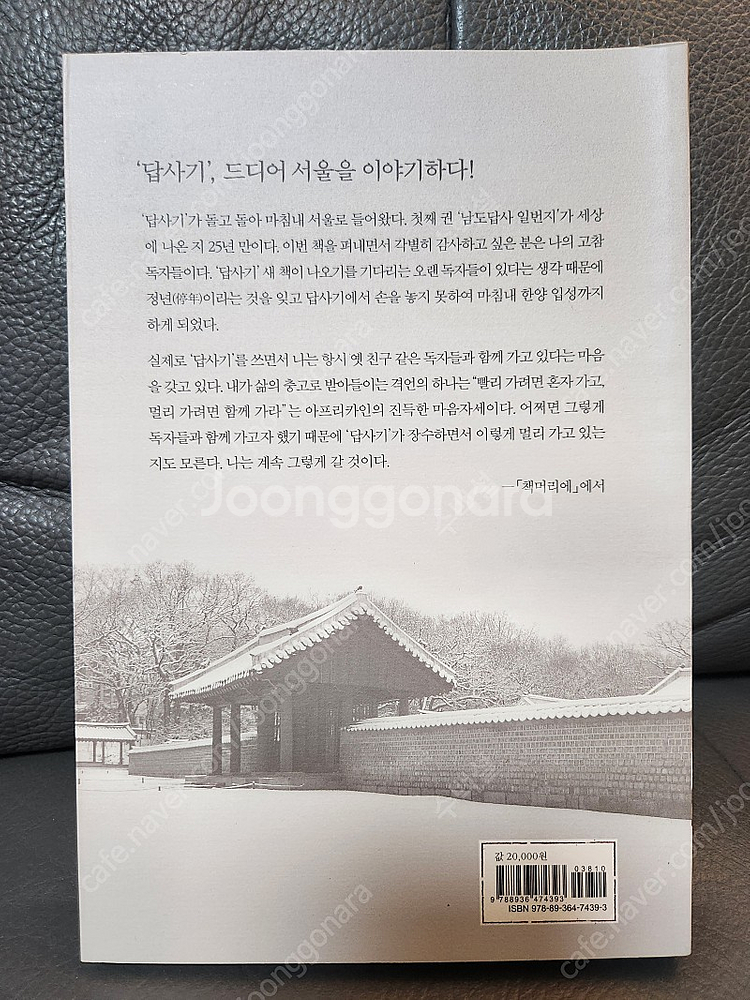 '답사기', 드디어 서울을 이야기하다!
'답사기'가 돌고 돌아 마침내 서울로 들어왔다. 첫째 권 '남도답사 일번지'가 세상
에 나온 지 25년 만이다. 이번 책을 펴내면서 각별히 감사하고 싶은 분은 나의 고참
독자들이다. '답사기' 새 책이 나오기를 기다리는 오랜 독자들이 있다는 생각 때문에
정년(停年)이라는 것을 잊고 답사기에서 손을 놓지 못하여 마침내 한양 입성까지
하게 되었다.
실제로 '답사기'를 쓰면서 나는 항시 옛 친구 같은 독자들과 함께 가고 있다는 마음
을 갖고 있다. 내가 삶의 충고로 받아들이는 격언의 하나는 "빨리 가려면 혼자 가고,
멀리 가려면 함께 가라"는 아프리카인의 진득한 마음자세이다. 어쩌면 그렇게
독자들과 함께 가고자 했기 때문에 '답사기'가 장수하면서 이렇게 멀리 가고 있는
지도 모른다. 나는 계속 그렇게 갈 것이다.
―「책머리에」에서
Joonggonara
값 20,000원
03810
9 788936 474393
ISBN 978-89-364-7439-3
cafe.naver.com/joonggonara